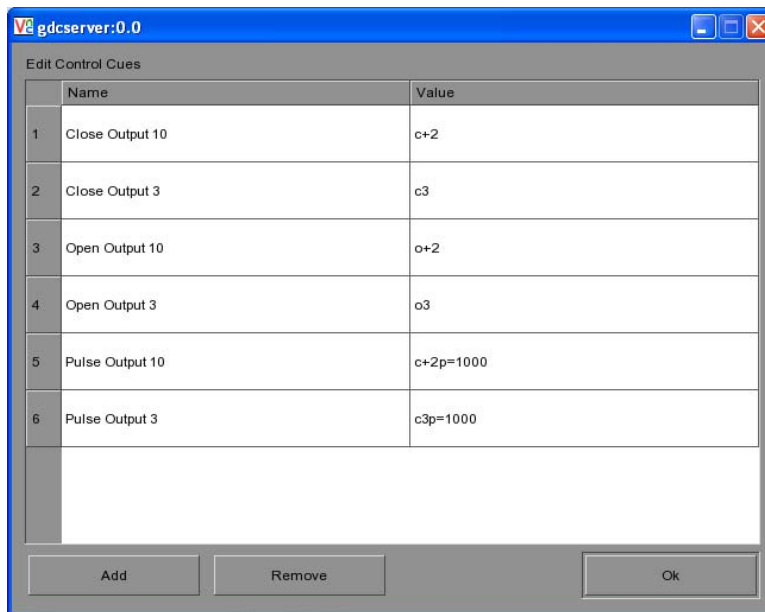 gdcserver:0.0
Edit Control Cues
Name Value
1 Close Output 10 c+2
2 Close Output 3 c3
3 Open Output 10 o+2
4 Open Output 3 o3
5 Pulse Output 10 c+2p=1000
6 Pulse Output 3 c3p=1000
Add Remove Ok